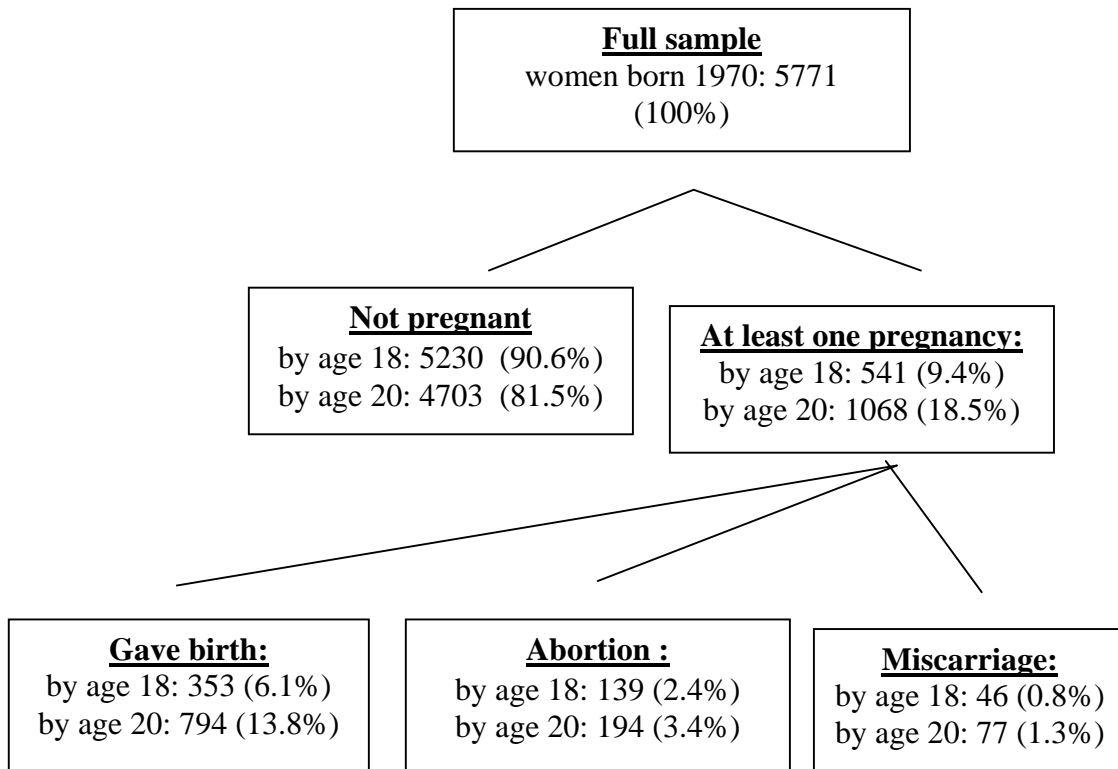 Full sample
women born 1970: 5771
(100%)
Not pregnant
by age 18: 5230  (90.6%)
by age 20: 4703  (81.5%)
At least one pregnancy:
by age 18: 541 (9.4%)
by age 20: 1068 (18.5%)
Gave birth:
by age 18: 353 (6.1%)
by age 20: 794 (13.8%)
Abortion :
by age 18: 139 (2.4%)
by age 20: 194 (3.4%)
Miscarriage:
by age 18: 46 (0.8%)
by age 20: 77 (1.3%)